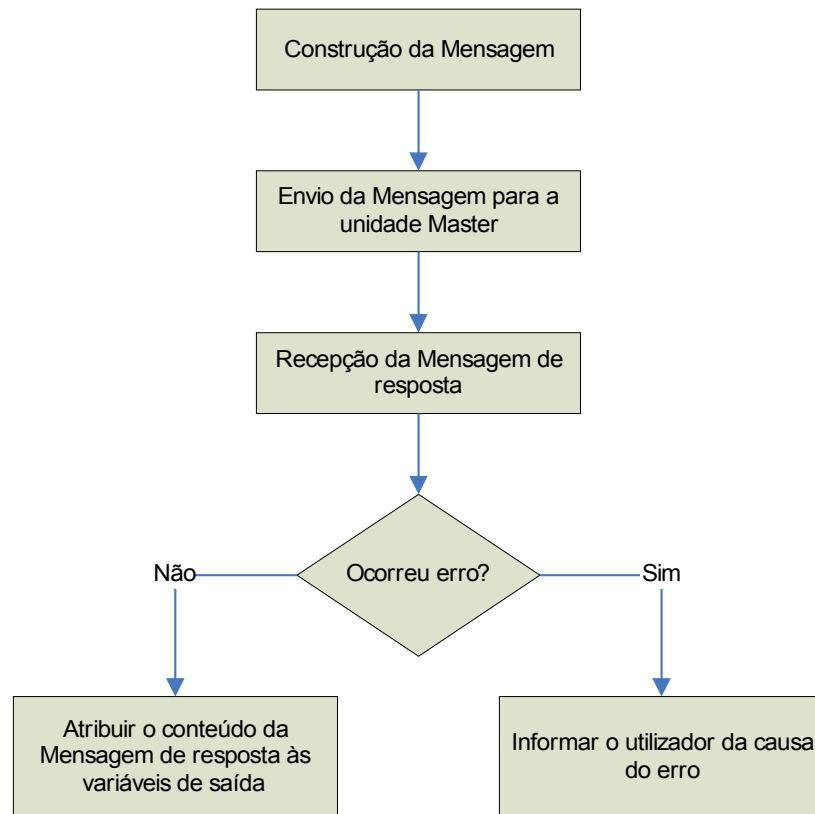 Construção da Mensagem
Envio da Mensagem para a
unidade Master
Recepção da Mensagem de
resposta
Ocorreu erro?
Não
Sim
Atribuir o conteúdo da
Mensagem de resposta às
variáveis de saída
Informar o utilizador da causa
do erro